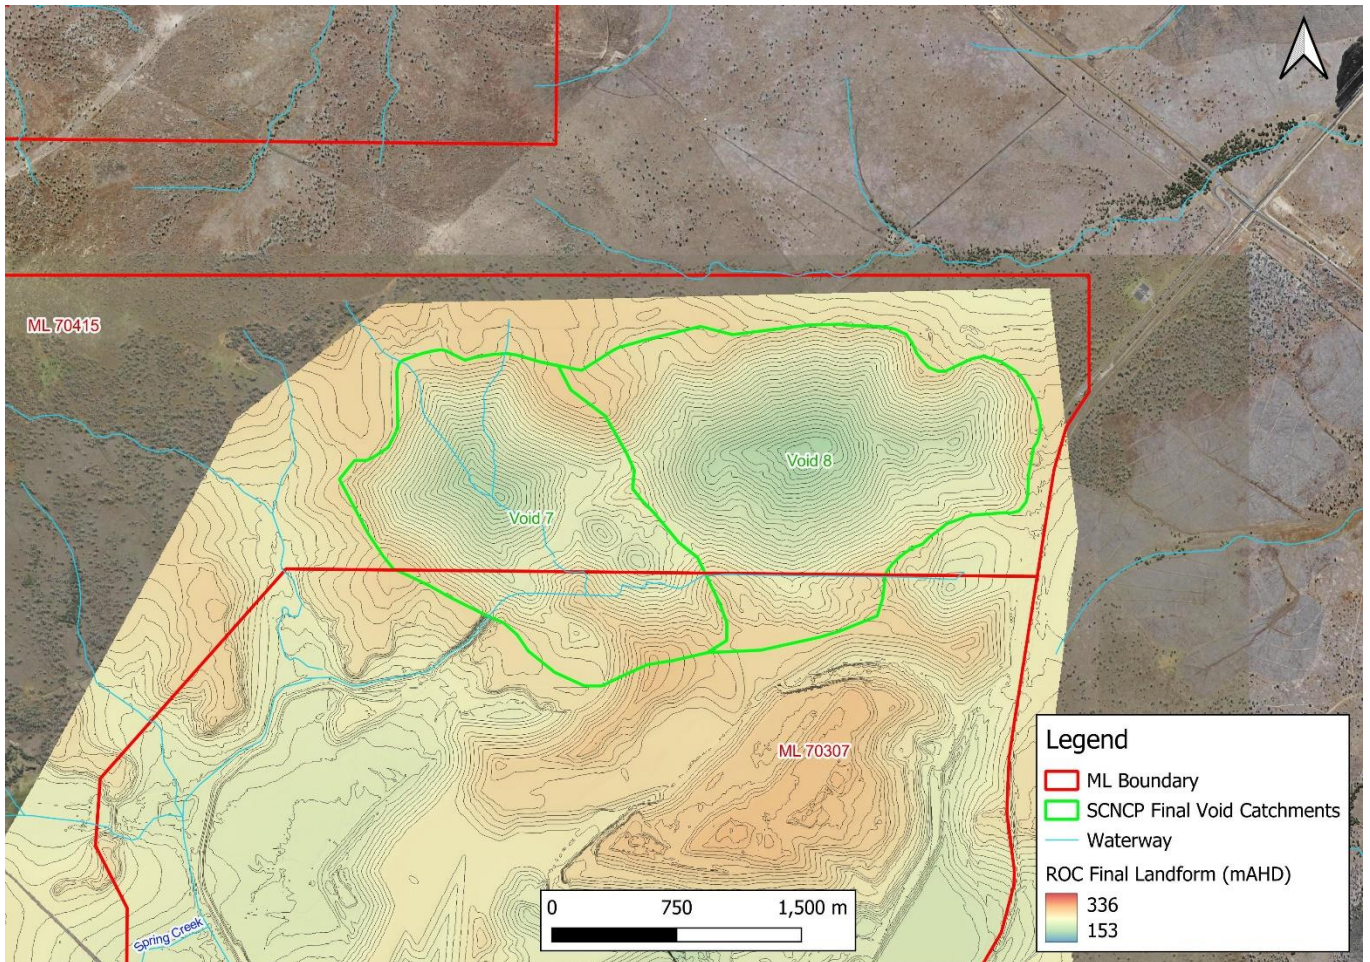 ML 70415
Void 8
Void 7
ML 70307
Spring Creek
0 750 1,500 m
Legend
ML Boundary
SCNCP Final Void Catchments
Waterway
ROC Final Landform (mAHD)
336
153